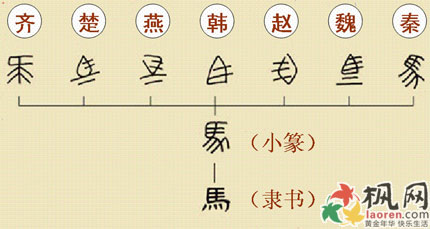 齐 楚 燕 韩 赵 魏 秦
馬（小篆）
馬（隶书）
枫网
laoren.com
黄金年华 快乐生活